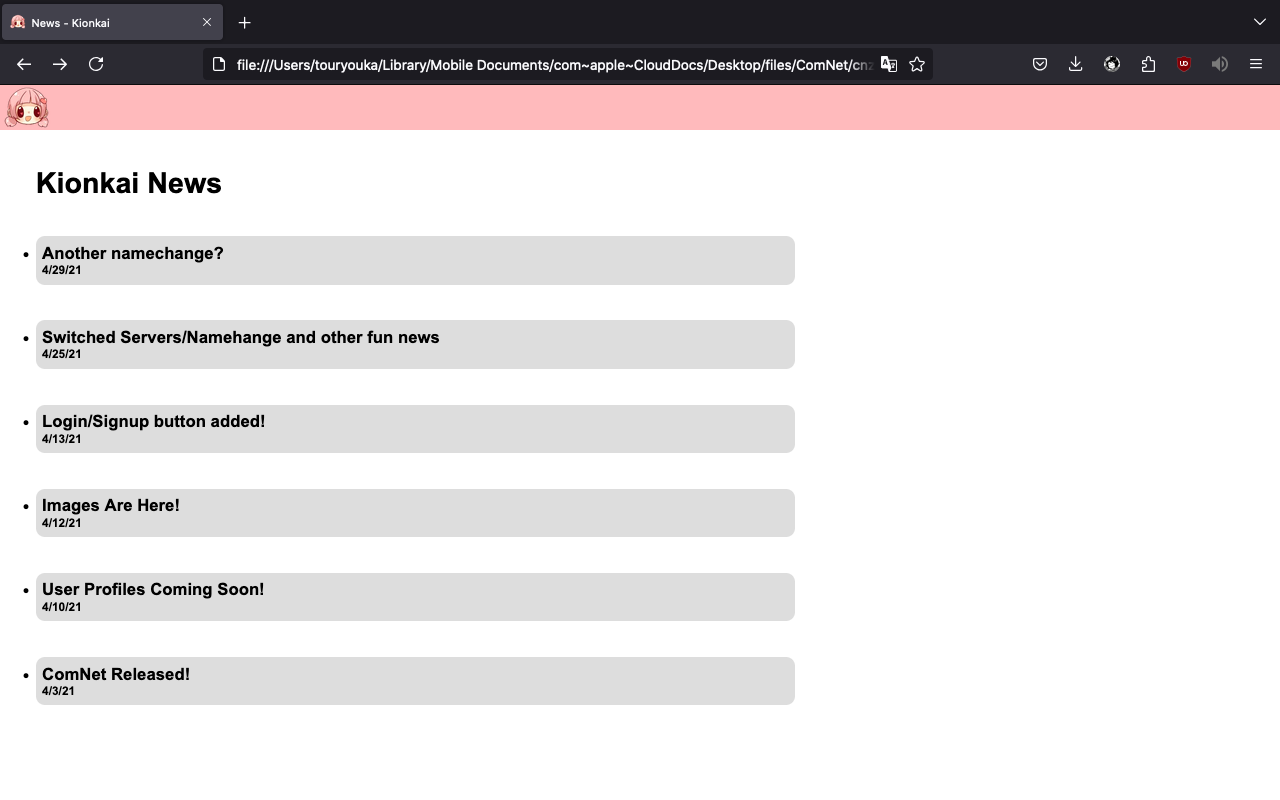 News - Kionkai
file:///Users/touryouka/Library/Mobile Documents/com~apple~CloudDocs/Desktop/files/ComNet/cnz
Kionkai News
Another namechange?
4/29/21
Switched Servers/Namehange and other fun news
4/25/21
Login/Signup button added!
4/13/21
Images Are Here!
4/12/21
User Profiles Coming Soon!
4/10/21
ComNet Released!
4/3/21